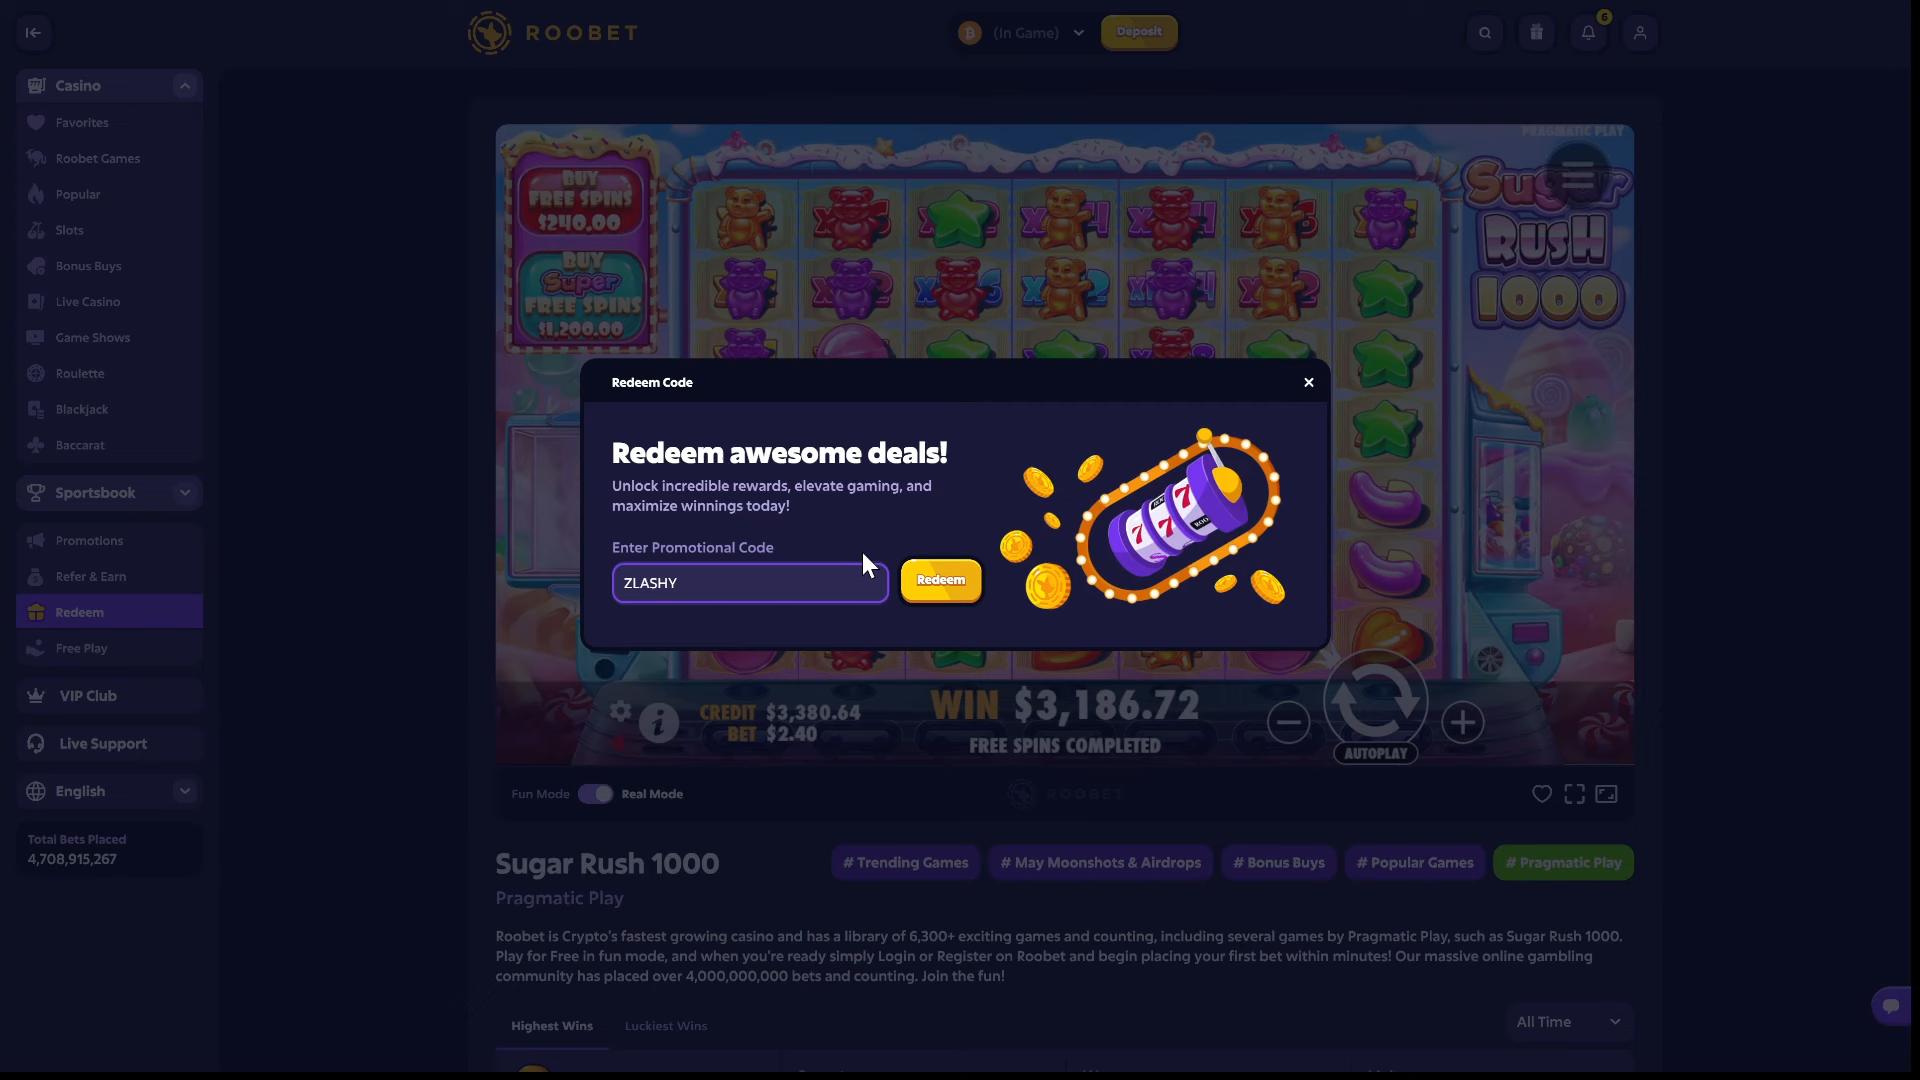 ROOBET
(In Game)
Deposit
6
Casino
Favorites
Roobet Games
Popular
Slots
Bonus Buys
Live Casino
Game Shows
Roulette
Blackjack
Baccarat
Sportsbook
Promotions
Refer & Earn
Redeem
Free Play
VIP Club
Live Support
English
Total Bets Placed
4,708,915,267
PRAGMATIC PLAY
BUY
FREE SPINS
$240.00
BUY
Super
FREE SPINS
$1,200.00
Sugar
RUSH
1000
Redeem Code
Redeem awesome deals!
Unlock incredible rewards, elevate gaming, and
maximize winnings today!
Enter Promotional Code
ZLASHY
Redeem
CREDIT $3,380.64
BET $2.40
WIN $3,186.72
FREE SPINS COMPLETED
AUTOPLAY
Fun Mode
Real Mode
ROOBET
Sugar Rush 1000
Pragmatic Play
# Trending Games
# May Moonshots & Airdrops
# Bonus Buys
# Popular Games
# Pragmatic Play
Roobet is Crypto's fastest growing casino and has a library of 6,300+ exciting games and counting, including several games by Pragmatic Play, such as Sugar Rush 1000.
Play for Free in fun mode, and when you're ready simply Login or Register on Roobet and begin placing your first bet within minutes! Our massive online gambling
community has placed over 4,000,000,000 bets and counting. Join the fun!
Highest Wins
Luckiest Wins
All Time